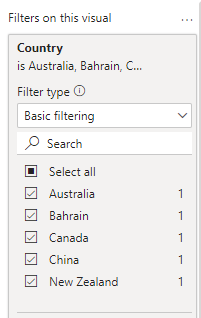 Filters on this visual ...
Country
is Australia, Bahrain, C...
Filter type
Basic filtering
Search
Select all
Australia 1
Bahrain 1
Canada 1
China 1
New Zealand 1